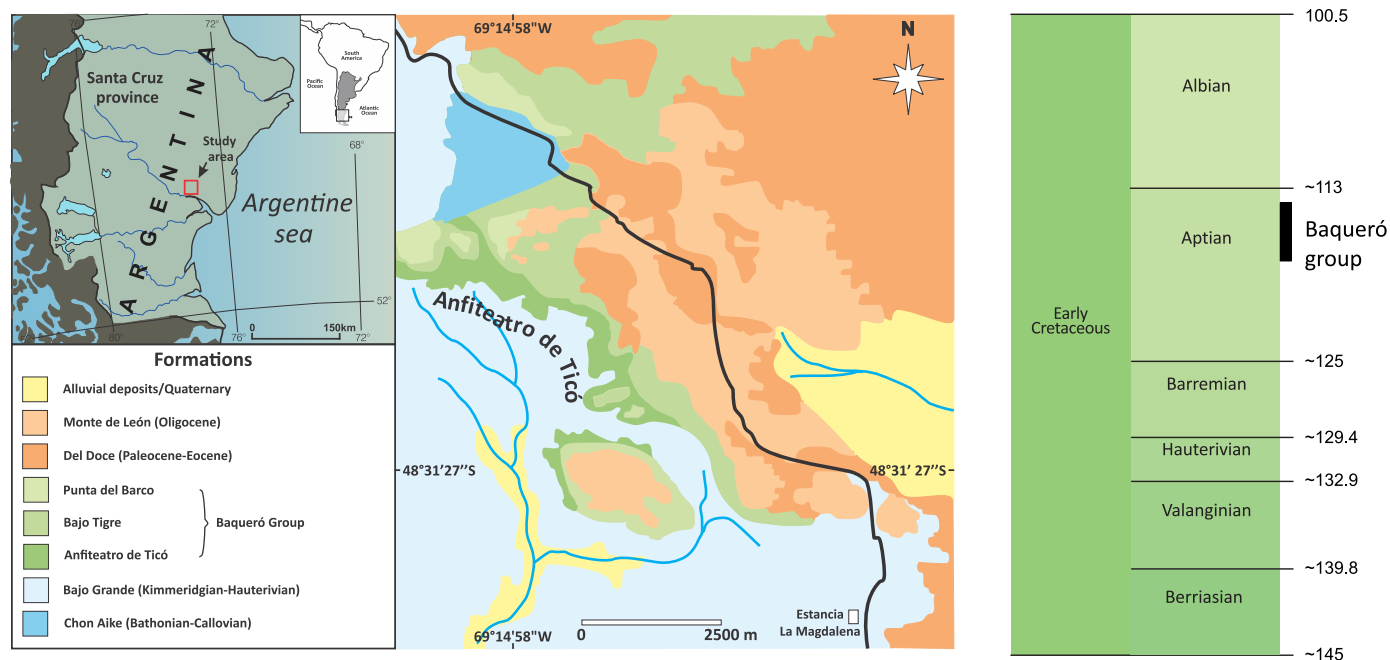 76°
72°
Santa Cruz
province
ARGENTINA
Study
area
68°
Argentine
sea
52°
0
150km
80°
76°
72°
South
America
Pacific
Ocean
Atlantic
Ocean
Formations
Alluvial deposits/Quaternary
Monte de León (Oligocene)
Del Doce (Paleocene-Eocene)
Punta del Barco
Bajo Tigre
Baqueró Group
Anfiteatro de Ticó
Bajo Grande (Kimmeridgian-Hauterivian)
Chon Aike (Bathonian-Callovian)
69°14'58"W
N
Anfiteatro de Ticó
48°31'27’’S
48°31’ 27’’S
Estancia
La Magdalena
69°14'58"W
0
2500 m
100.5
Albian
~113
Aptian
Baqueró
group
Early
Cretaceous
~125
Barremian
~129.4
Hauterivian
~132.9
Valanginian
~139.8
Berriasian
~145